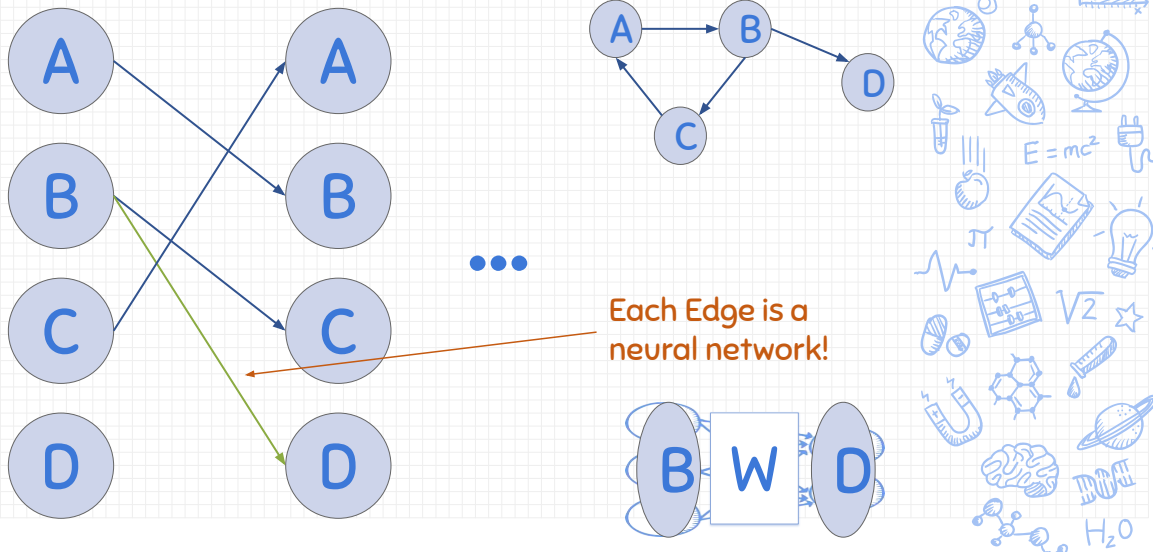 A
A
B
B
C
C
D
D
A
B
C
D
Each Edge is a
neural network!
B
W
D
E = mc²
π
√2
H₂O
x